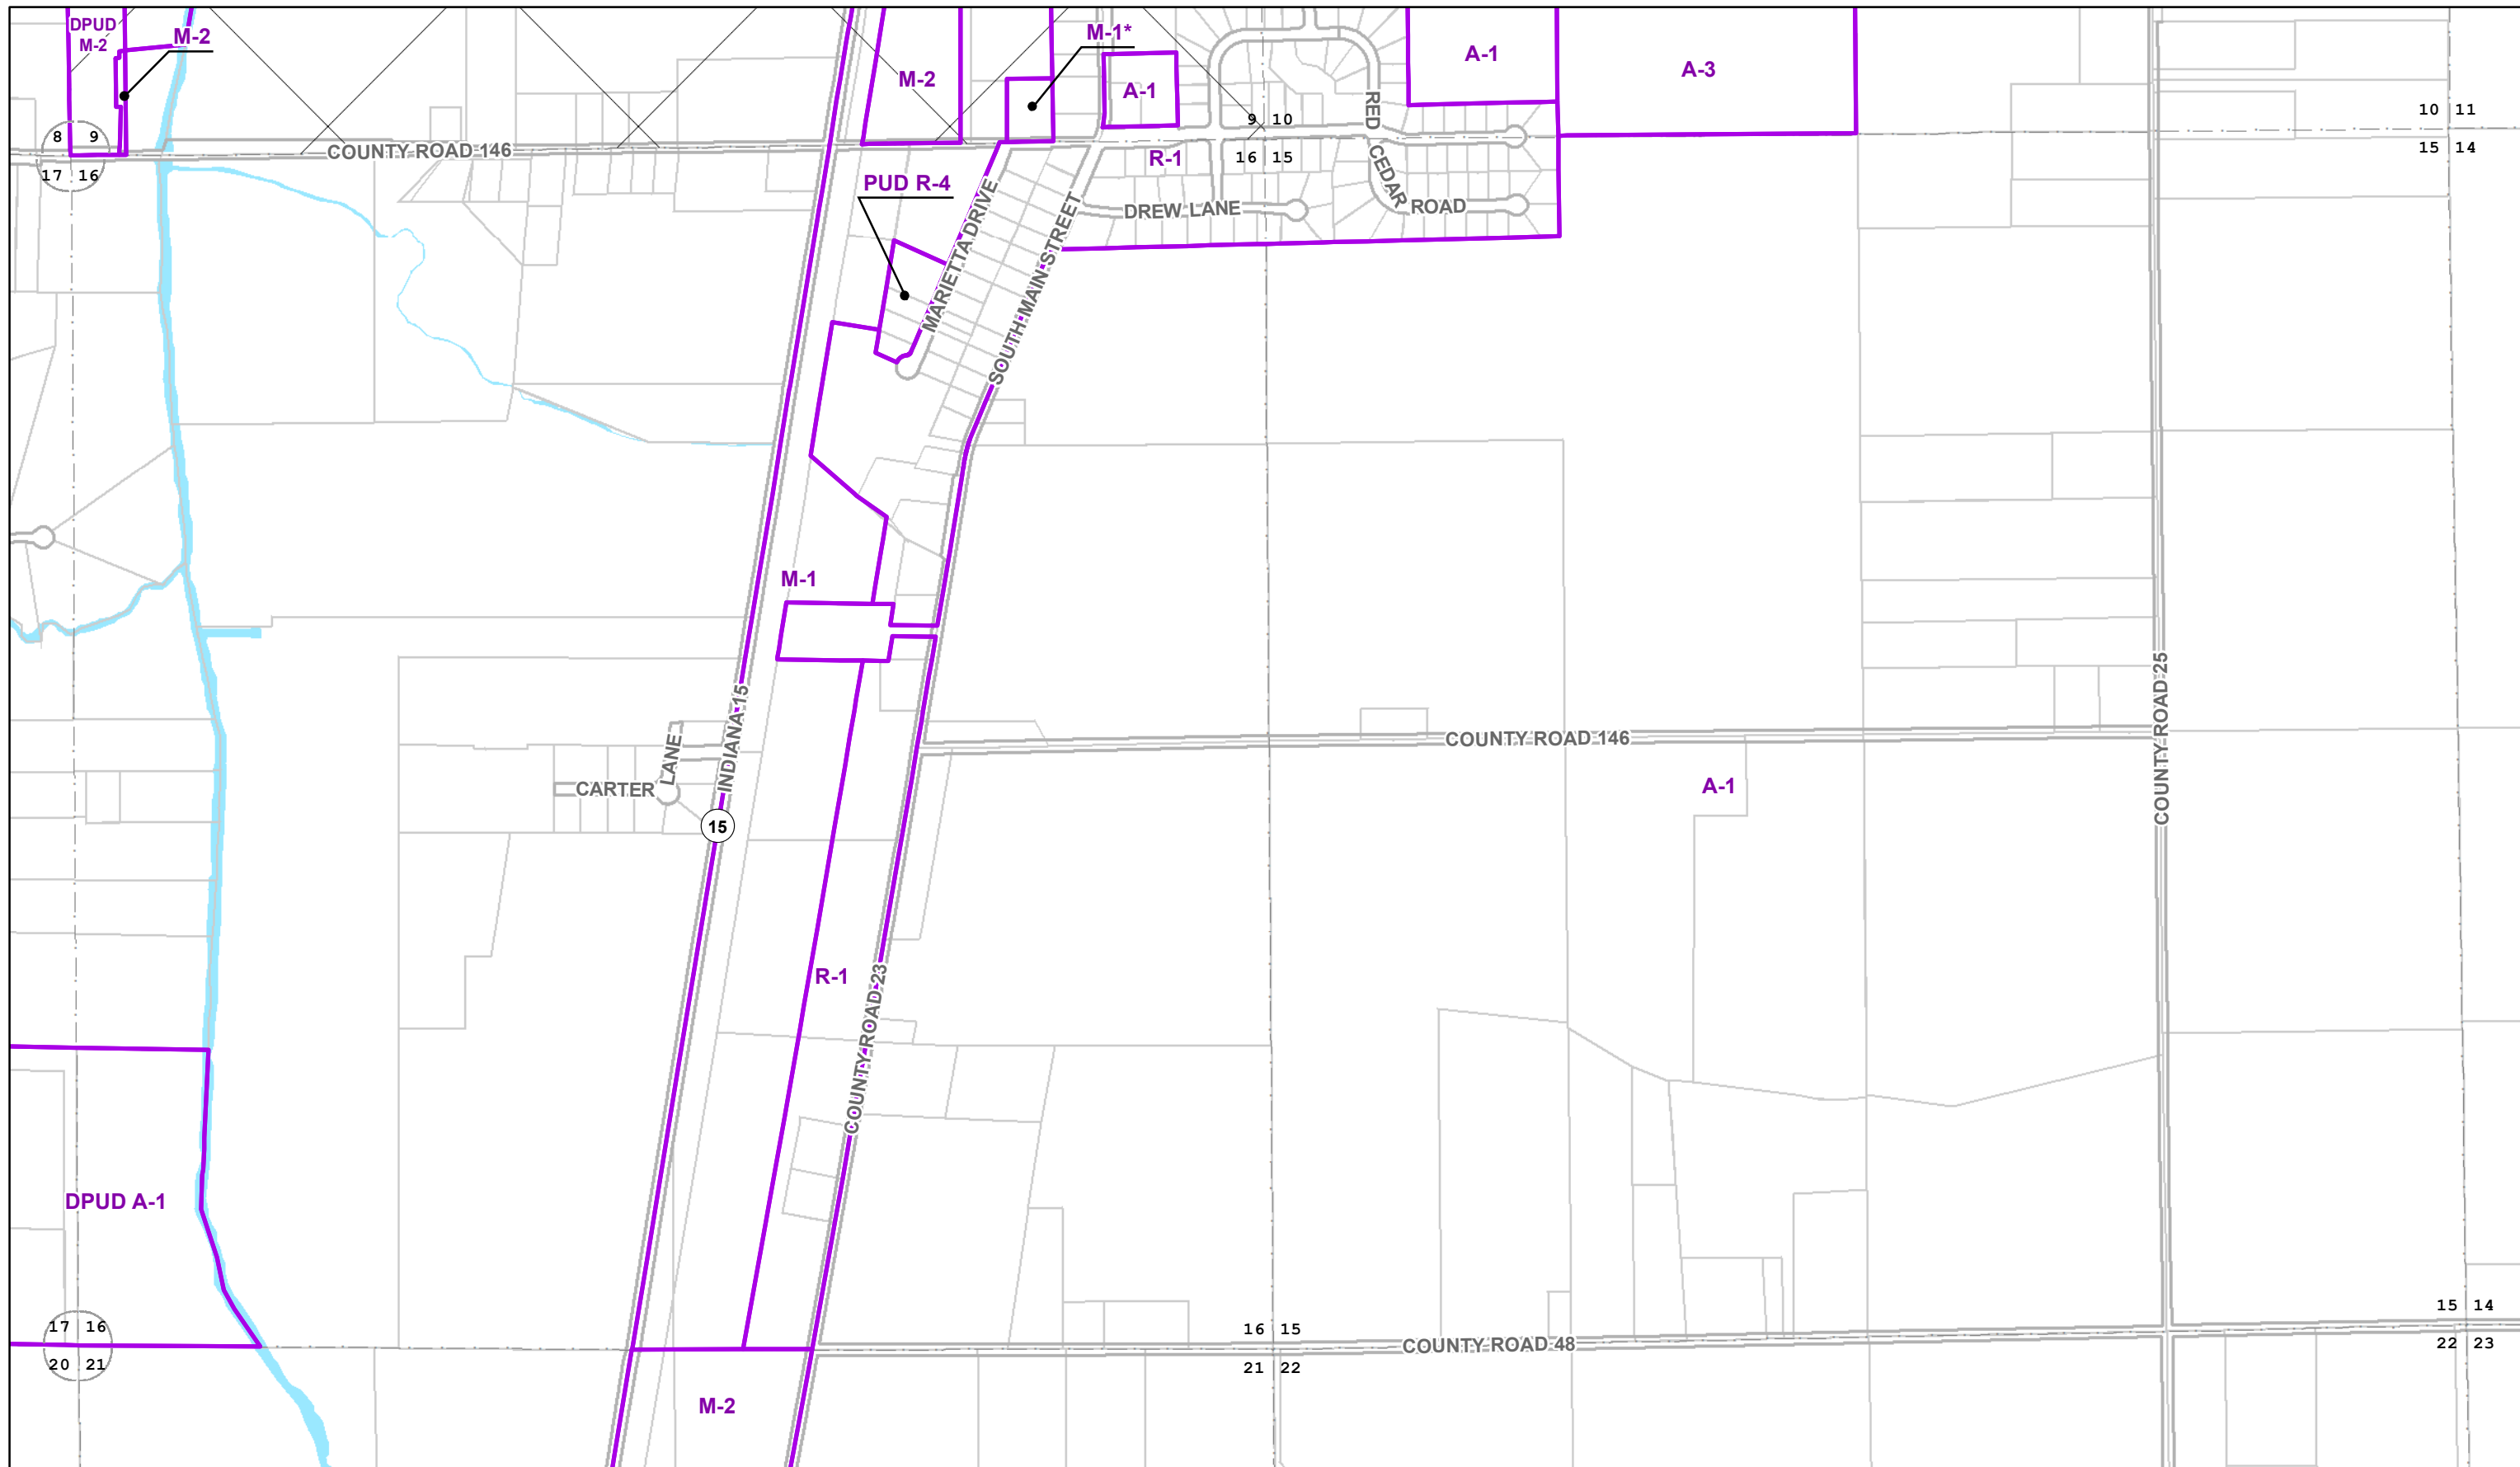 DPUD
M-2
M-2
M-2
M-1*
A-1
A-1
A-3
8 9
17 16
COUNTY ROAD 146
9 10
16 15
10 11
15 14
R-1
RED
CEDAR
ROAD
DREW LANE
PUD R-4
MARIETTA DRIVE
SOUTH MAIN STREET
M-1
INDIANA 15
CARTER
LANE
15
COUNTY ROAD 146
COUNTY ROAD 25
A-1
R-1
COUNTY ROAD 23
DPUD A-1
17 16
20 21
16 15
21 22
COUNTY ROAD 48
15 14
22 23
M-2